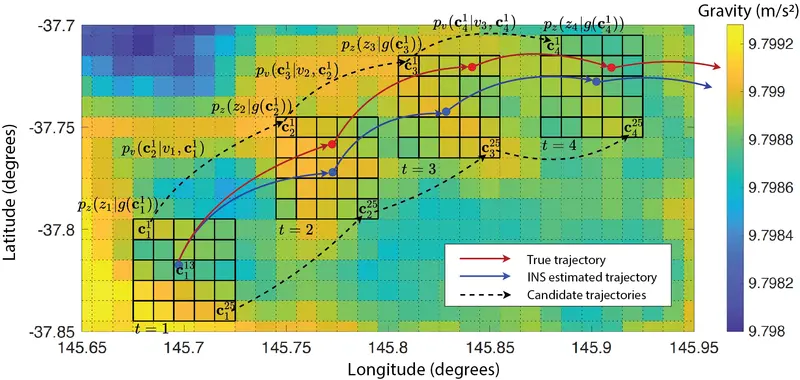 Gravity (m/s²)
p_v(c_4^1|v_3, c_4^1)
p_z(z_4|g(c_4^1))
-37.7
p_z(z_3|g(c_3^1))
c_4^1
9.7992
p_v(c_3^1|v_2, c_2^1)
c_3^1
9.799
p_z(z_2|g(c_2^1))
-37.75
c_2^1
c_4^25
9.7988
p_v(c_2^1|v_1, c_1^1)
c_3^25
t = 4
t = 3
9.7986
p_z(z_1|g(c_1^1))
c_2^25
-37.8
c_1^1
t = 2
9.7984
True trajectory
c_1^13
INS estimated trajectory
9.7982
Candidate trajectories
c_1^25
-37.85
t = 1
9.798
145.65
145.7
145.75
145.8
145.85
145.9
145.95
Longitude (degrees)
Latitude (degrees)